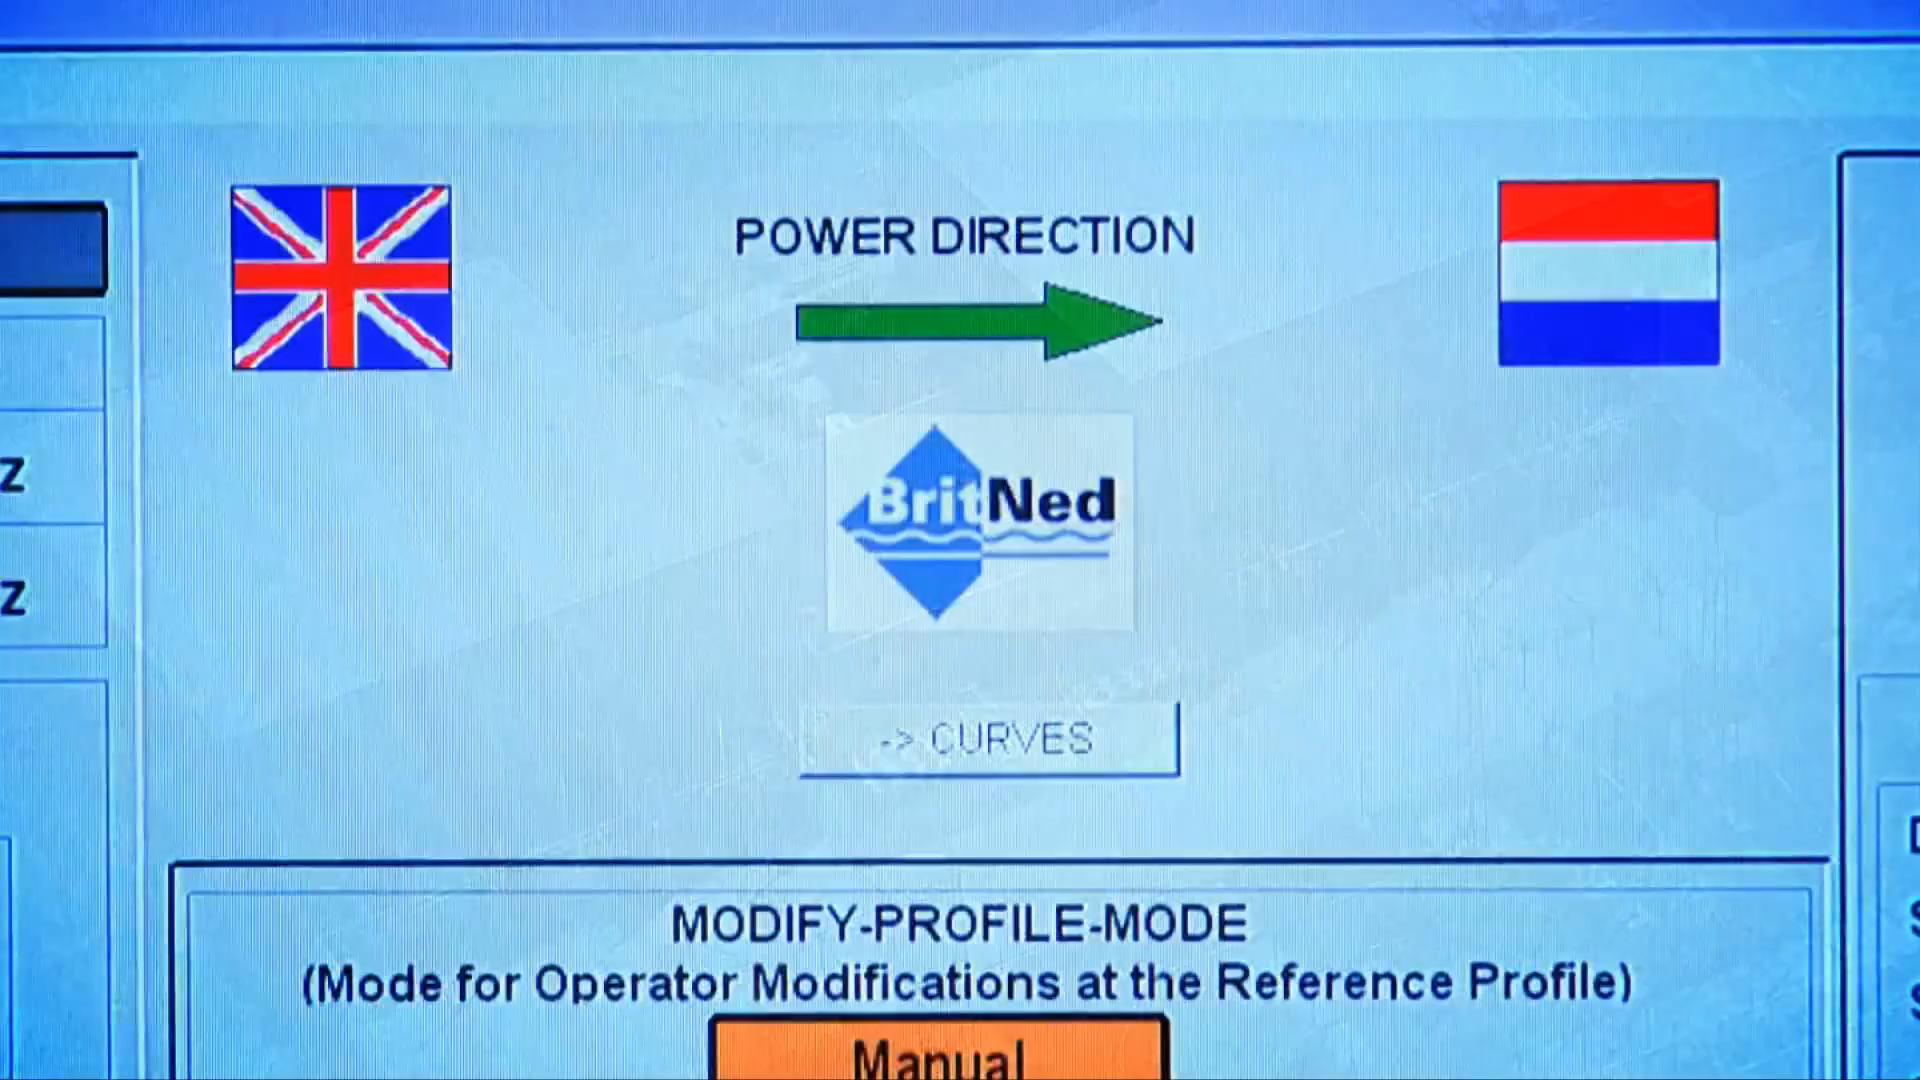 POWER DIRECTION
BritNed
-> CURVES
Z
Z
MODIFY-PROFILE-MODE
(Mode for Operator Modifications at the Reference Profile)
Manual